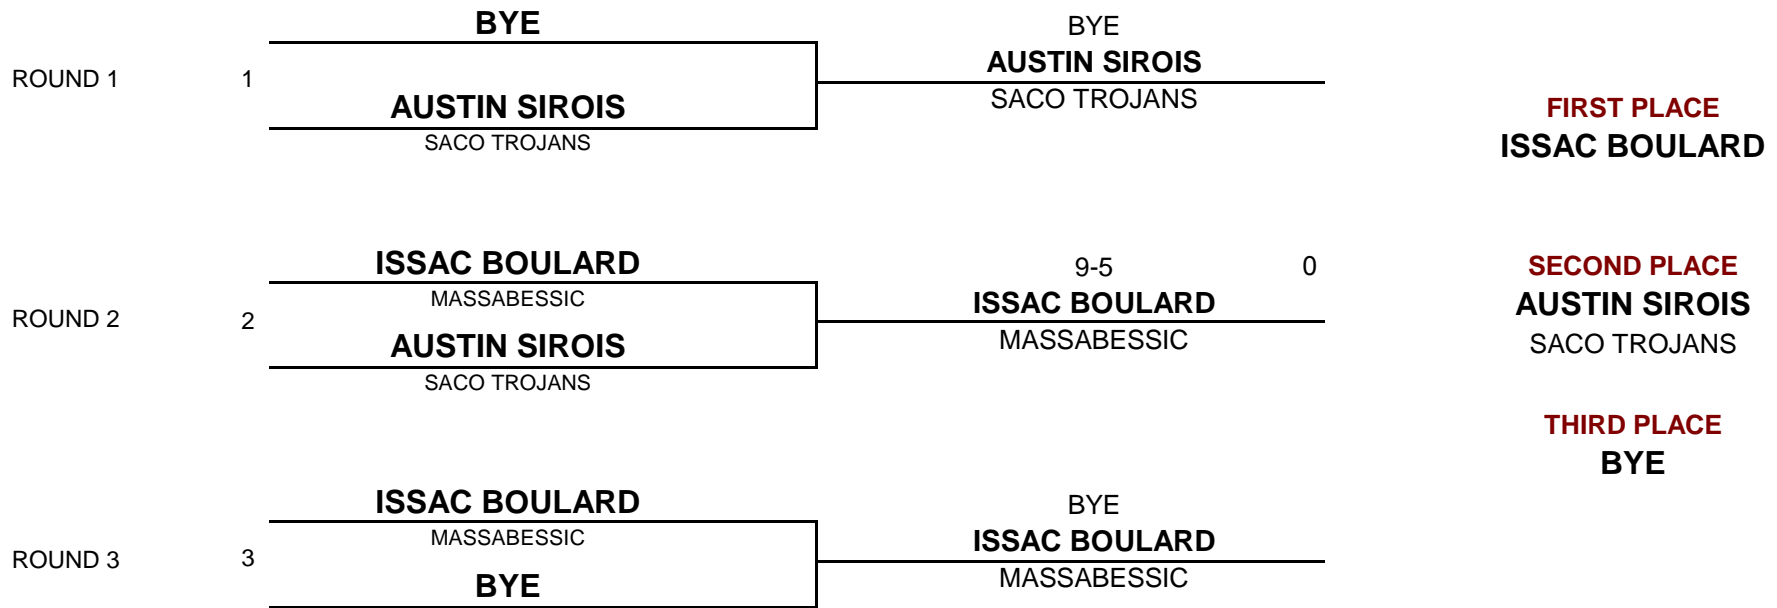 BYE
BYE
AUSTIN SIROIS
ROUND 1
1
AUSTIN SIROIS
SACO TROJANS
SACO TROJANS
FIRST PLACE
ISSAC BOULARD
ISSAC BOULARD
MASSABESSIC
9-5
0
ISSAC BOULARD
ROUND 2
2
AUSTIN SIROIS
SACO TROJANS
MASSABESSIC
SECOND PLACE
AUSTIN SIROIS
SACO TROJANS
THIRD PLACE
BYE
ISSAC BOULARD
MASSABESSIC
BYE
ISSAC BOULARD
ROUND 3
3
BYE
MASSABESSIC